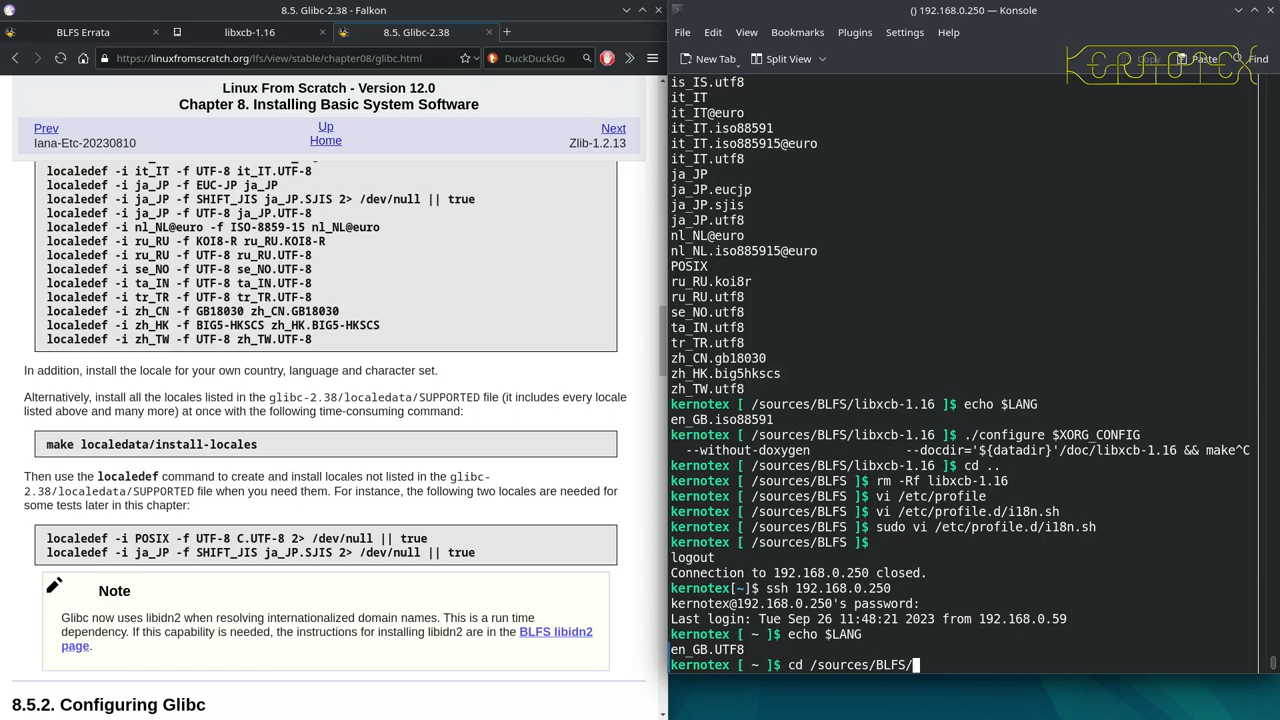 8.5. Glibc-2.38 - Falkon
BLFS Errata
libxcb-1.16
8.5. Glibc-2.38
https://linuxfromscratch.org/lfs/view/stable/chapter08/glibc.html
DuckDuckGo
Linux From Scratch - Version 12.0
Chapter 8. Installing Basic System Software
Prev
Up
Next
Iana-Etc-20230810
Home
Zlib-1.2.13
localedef -i it_IT -f UTF-8 it_IT.UTF-8
localedef -i ja_JP -f EUC-JP ja_JP
localedef -i ja_JP -f SHIFT_JIS ja_JP.SJIS 2> /dev/null || true
localedef -i ja_JP -f UTF-8 ja_JP.UTF-8
localedef -i nl_NL@euro -f ISO-8859-15 nl_NL@euro
localedef -i ru_RU -f KOI8-R ru_RU.KOI8-R
localedef -i ru_RU -f UTF-8 ru_RU.UTF-8
localedef -i se_NO -f UTF-8 se_NO.UTF-8
localedef -i ta_IN -f UTF-8 ta_IN.UTF-8
localedef -i tr_TR -f UTF-8 tr_TR.UTF-8
localedef -i zh_CN -f GB18030 zh_CN.GB18030
localedef -i zh_HK -f BIG5-HKSCS zh_HK.BIG5-HKSCS
localedef -i zh_TW -f UTF-8 zh_TW.UTF-8
In addition, install the locale for your own country, language and character set.
Alternatively, install all the locales listed in the glibc-2.38/localedata/SUPPORTED file (it includes every locale
listed above and many more) at once with the following time-consuming command:
make localedata/install-locales
Then use the localedef command to create and install locales not listed in the glibc-
2.38/localedata/SUPPORTED file when you need them. For instance, the following two locales are needed for
some tests later in this chapter:
localedef -i POSIX -f UTF-8 C.UTF-8 2> /dev/null || true
localedef -i ja_JP -f SHIFT_JIS ja_JP.SJIS 2> /dev/null || true
Note
Glibc now uses libidn2 when resolving internationalized domain names. This is a run time
dependency. If this capability is needed, the instructions for installing libidn2 are in the BLFS libidn2
page.
8.5.2. Configuring Glibc
() 192.168.0.250 — Konsole
File Edit View Bookmarks Plugins Settings Help
New Tab
Split View
Copy
Paste
Find
KERNOTEX
is_IS.utf8
it_IT
it_IT@euro
it_IT.iso88591
it_IT.iso885915@euro
it_IT.utf8
ja_JP
ja_JP.eucjp
ja_JP.sjis
ja_JP.utf8
nl_NL@euro
nl_NL.iso885915@euro
POSIX
ru_RU.koi8r
ru_RU.utf8
se_NO.utf8
ta_IN.utf8
tr_TR.utf8
zh_CN.gb18030
zh_HK.big5hkscs
zh_TW.utf8
kernotex [ /sources/BLFS/libxcb-1.16 ]$ echo $LANG
en_GB.iso88591
kernotex [ /sources/BLFS/libxcb-1.16 ]$ ./configure $XORG_CONFIG
--without-doxygen --docdir='${datadir}'/doc/libxcb-1.16 && make^C
kernotex [ /sources/BLFS/libxcb-1.16 ]$ cd ..
kernotex [ /sources/BLFS ]$ rm -Rf libxcb-1.16
kernotex [ /sources/BLFS ]$ vi /etc/profile
kernotex [ /sources/BLFS ]$ vi /etc/profile.d/i18n.sh
kernotex [ /sources/BLFS ]$ sudo vi /etc/profile.d/i18n.sh
kernotex [ /sources/BLFS ]$
logout
Connection to 192.168.0.250 closed.
kernotex[~]$ ssh 192.168.0.250
kernotex@192.168.0.250's password:
Last login: Tue Sep 26 11:48:21 2023 from 192.168.0.59
kernotex [ ~ ]$ echo $LANG
en_GB.UTF8
kernotex [ ~ ]$ cd /sources/BLFS/